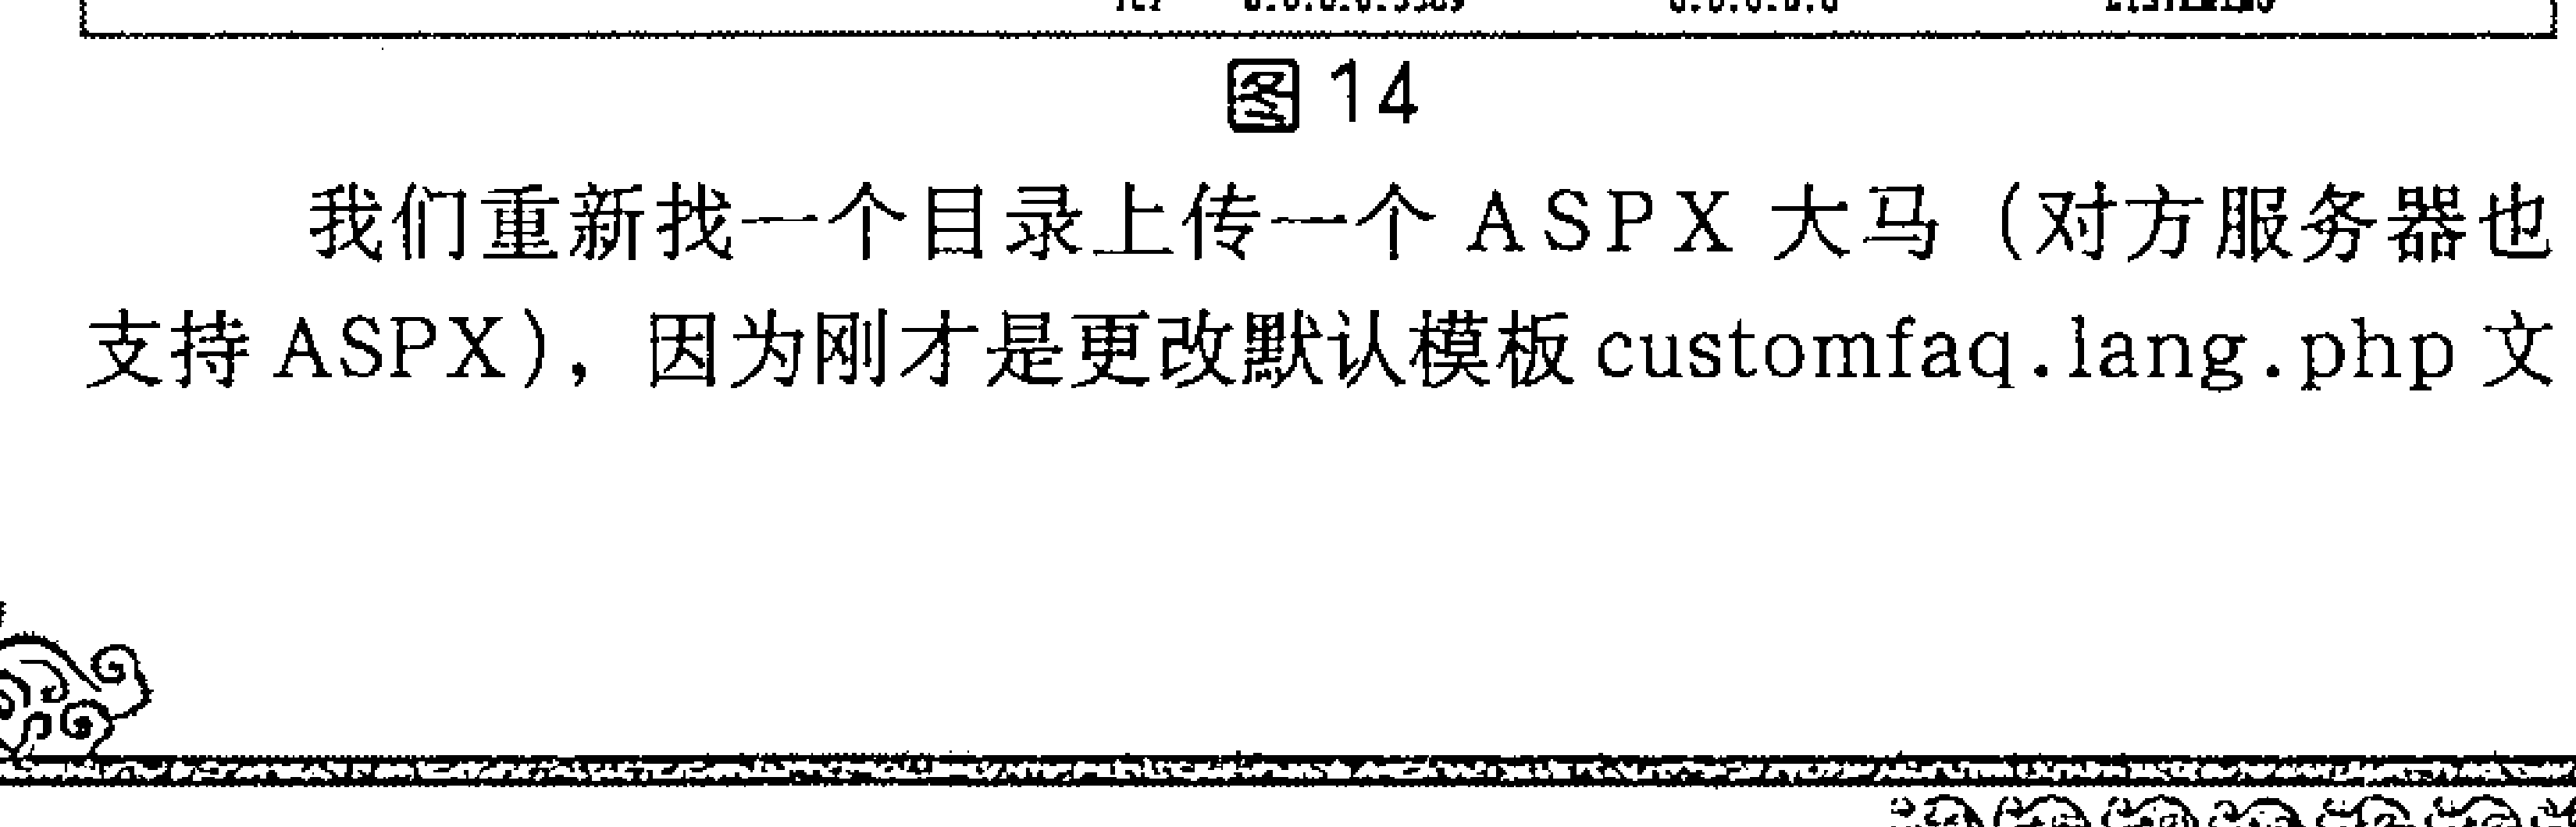 图 14
我们重新找一个目录上传一个 ASPX 大马（对方服务器也
支持 ASPX），因为刚才是更改默认模板 customfaq.lang.php 文